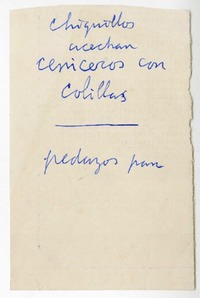 chiquillos
acechan
ceniceros con
colillas
pedazos pan